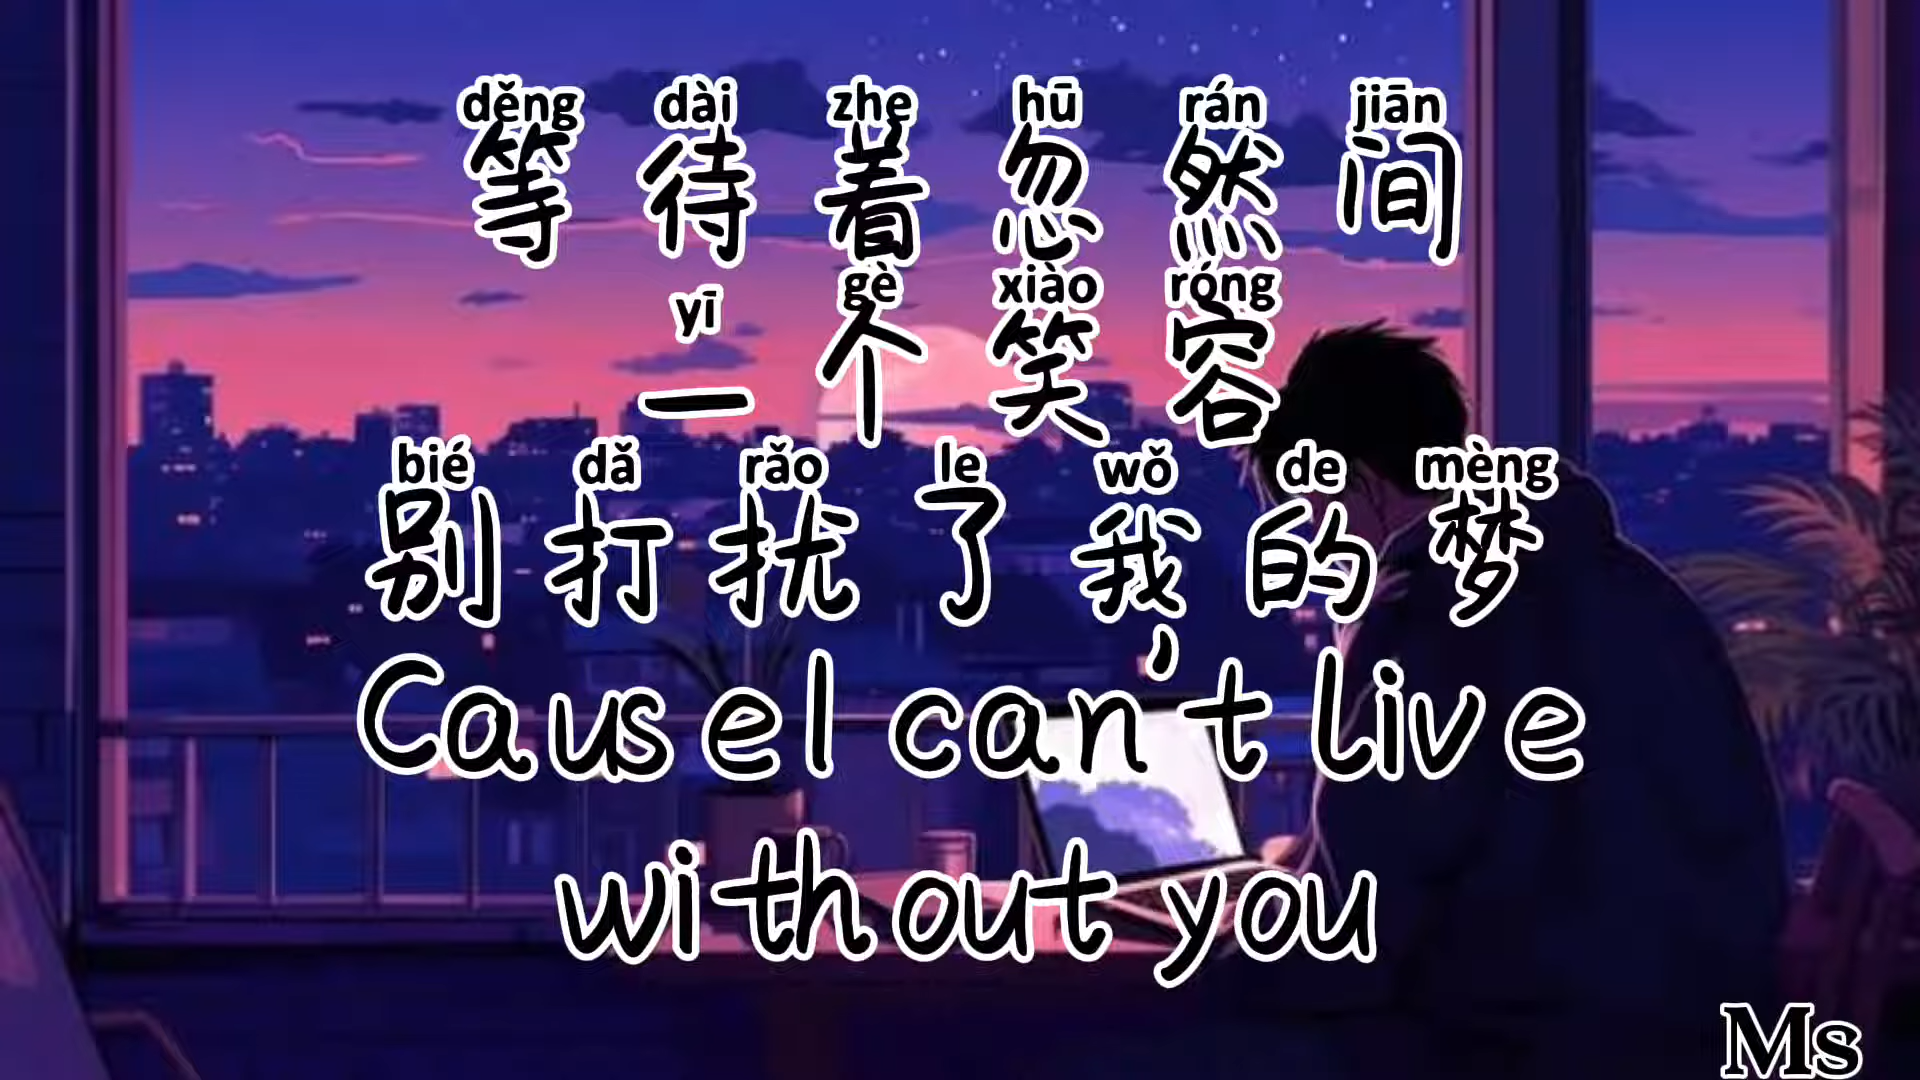 děng dài zhe hū rán jiān
等待着忽然间
yī gè xiào róng
一个笑容
bié dǎ rǎo le wǒ de mèng
别打扰了我的梦
Cause I can't live
without you
Ms